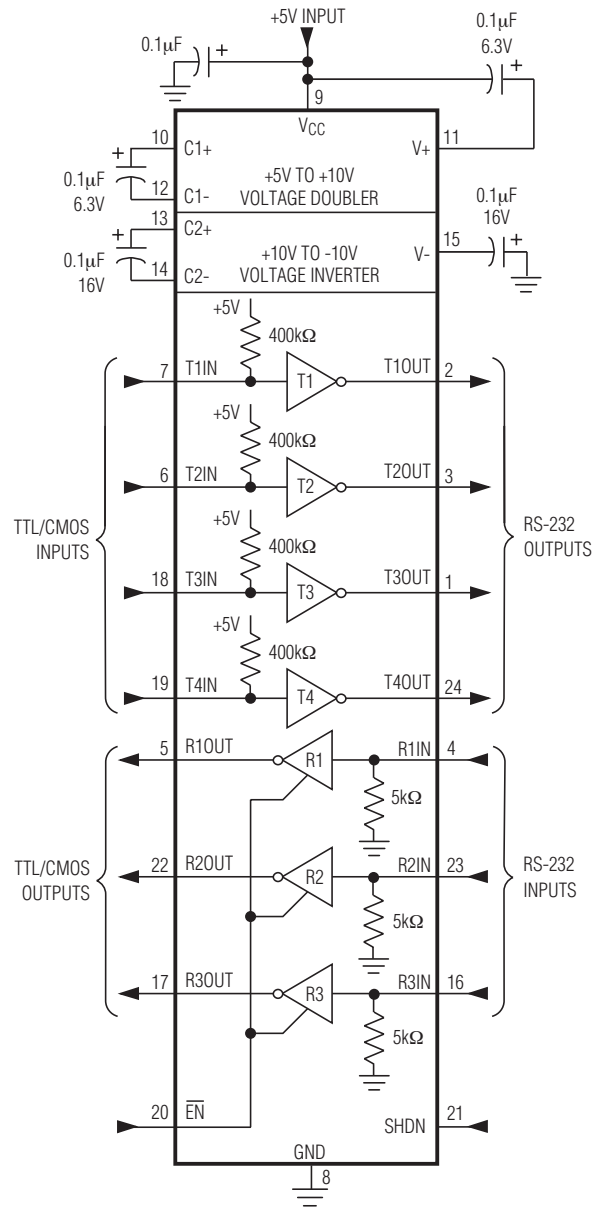 +5V INPUT
0.1μF
0.1μF
6.3V
9
VCC
10
C1+
V+
11
0.1μF
6.3V
12
C1-
+5V TO +10V
VOLTAGE DOUBLER
13
C2+
0.1μF
16V
14
C2-
+10V TO -10V
VOLTAGE INVERTER
V-
15
0.1μF
16V
+5V
400kΩ
7
T1IN
T1
T1OUT
2
+5V
400kΩ
6
T2IN
T2
T2OUT
3
TTL/CMOS
INPUTS
RS-232
OUTPUTS
+5V
400kΩ
18
T3IN
T3
T3OUT
1
+5V
400kΩ
19
T4IN
T4
T4OUT
24
5
R1OUT
R1
R1IN
4
5kΩ
TTL/CMOS
OUTPUTS
22
R2OUT
R2
R2IN
23
RS-232
INPUTS
5kΩ
17
R3OUT
R3
R3IN
16
5kΩ
20
EN
SHDN
21
GND
8
+
+
+
+
+